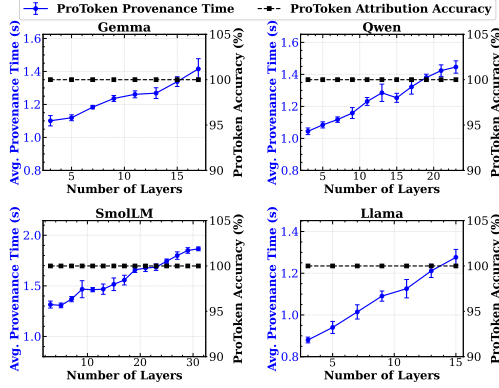 ProToken Provenance Time (s) ProToken Attribution Accuracy
Gemma
Avg. Provenance Time (s)
1.6
1.4
1.2
1.0
0.8
105
100
95
90
ProToken Accuracy (%)
5 10 15
Number of Layers
Qwen
Avg. Provenance Time (s)
1.6
1.4
1.2
1.0
0.8
105
100
95
90
ProToken Accuracy (%)
5 10 15 20
Number of Layers
SmolLM
Avg. Provenance Time (s)
2.0
1.5
1.0
105
100
95
90
ProToken Accuracy (%)
10 20 30
Number of Layers
Llama
Avg. Provenance Time (s)
1.4
1.2
1.0
0.8
105
100
95
90
ProToken Accuracy (%)
5 10 15
Number of Layers